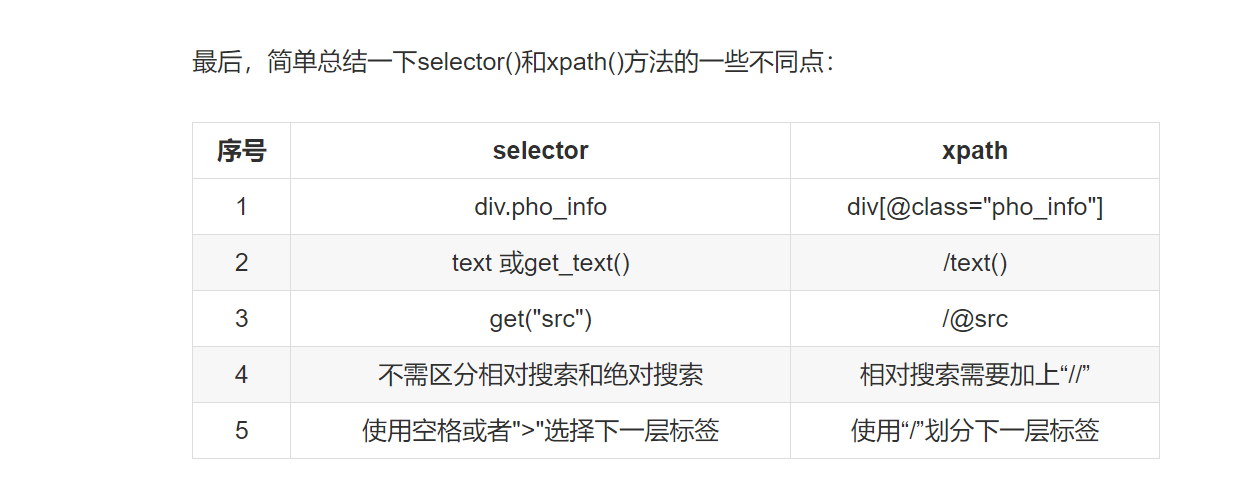 最后，简单总结一下selector()和xpath()方法的一些不同点：
序号 selector xpath
1 div.pho_info div[@class="pho_info"]
2 text 或get_text() /text()
3 get("src") /@src
4 不需区分相对搜索和绝对搜索 相对搜索需要加上“//”
5 使用空格或者">"选择下一层标签 使用“/”划分下一层标签